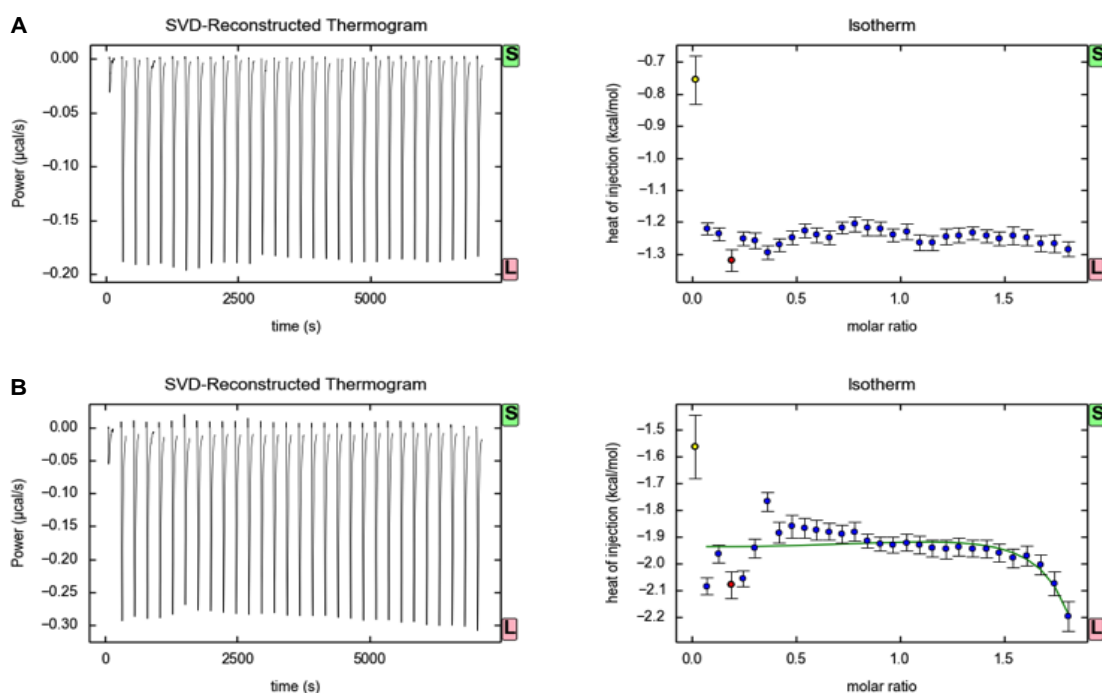 A
SVD-Reconstructed Thermogram
Isotherm
S
L
0.00
−0.05
−0.10
−0.15
−0.20
Power (µcal/s)
0
2500
5000
time (s)
S
L
−0.7
−0.8
−0.9
−1.0
−1.1
−1.2
−1.3
heat of injection (kcal/mol)
0.0
0.5
1.0
1.5
molar ratio
B
SVD-Reconstructed Thermogram
Isotherm
S
L
0.00
−0.05
−0.10
−0.15
−0.20
−0.25
−0.30
Power (µcal/s)
0
2500
5000
time (s)
S
L
−1.5
−1.6
−1.7
−1.8
−1.9
−2.0
−2.1
−2.2
heat of injection (kcal/mol)
0.0
0.5
1.0
1.5
molar ratio